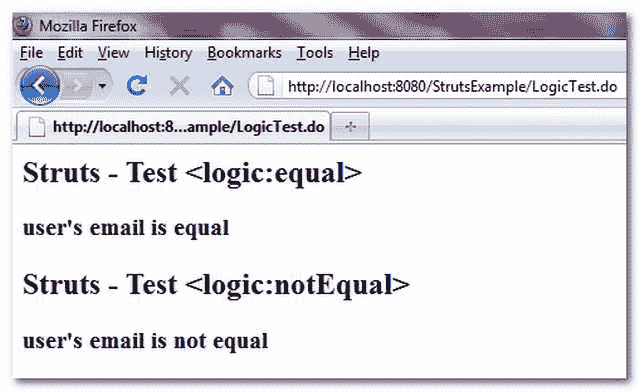 Mozilla Firefox
File Edit View History Bookmarks Tools Help
http://localhost:8080/StrutsExample/LogicTest.do
http://localhost:8...ample/LogicTest.do
Struts - Test <logic:equal>
user's email is equal
Struts - Test <logic:notEqual>
user's email is not equal